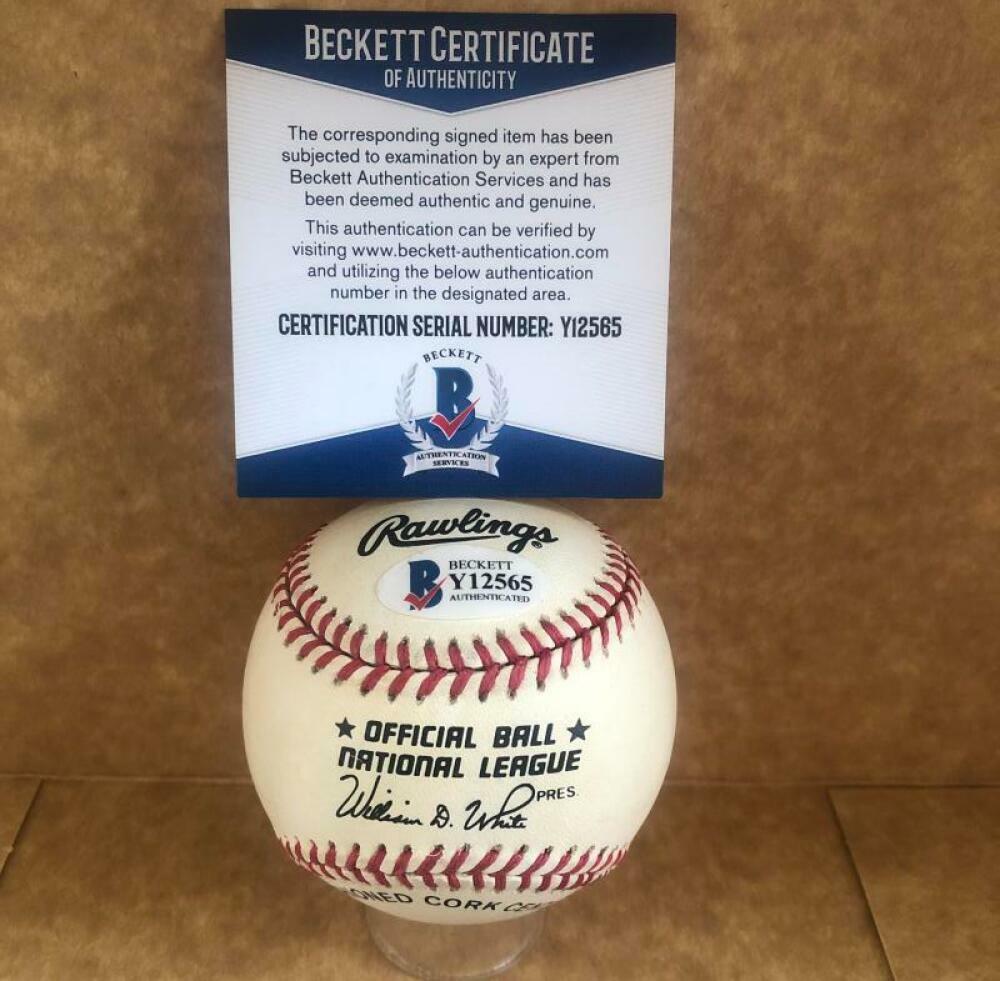 BECKETT CERTIFICATE
OF AUTHENTICITY
The corresponding signed item has been
subjected to examination by an expert from
Beckett Authentication Services and has
been deemed authentic and genuine.
This authentication can be verified by
visiting www.beckett-authentication.com
and utilizing the below authentication
number in the designated area.
CERTIFICATION SERIAL NUMBER: Y12565
BECKETT
B
AUTHENTICATION
SERVICES
Rawlings®
B
BECKETT
Y12565
AUTHENTICATED
★ OFFICIAL BALL ★
NATIONAL LEAGUE
William D. White PRES.
CORK